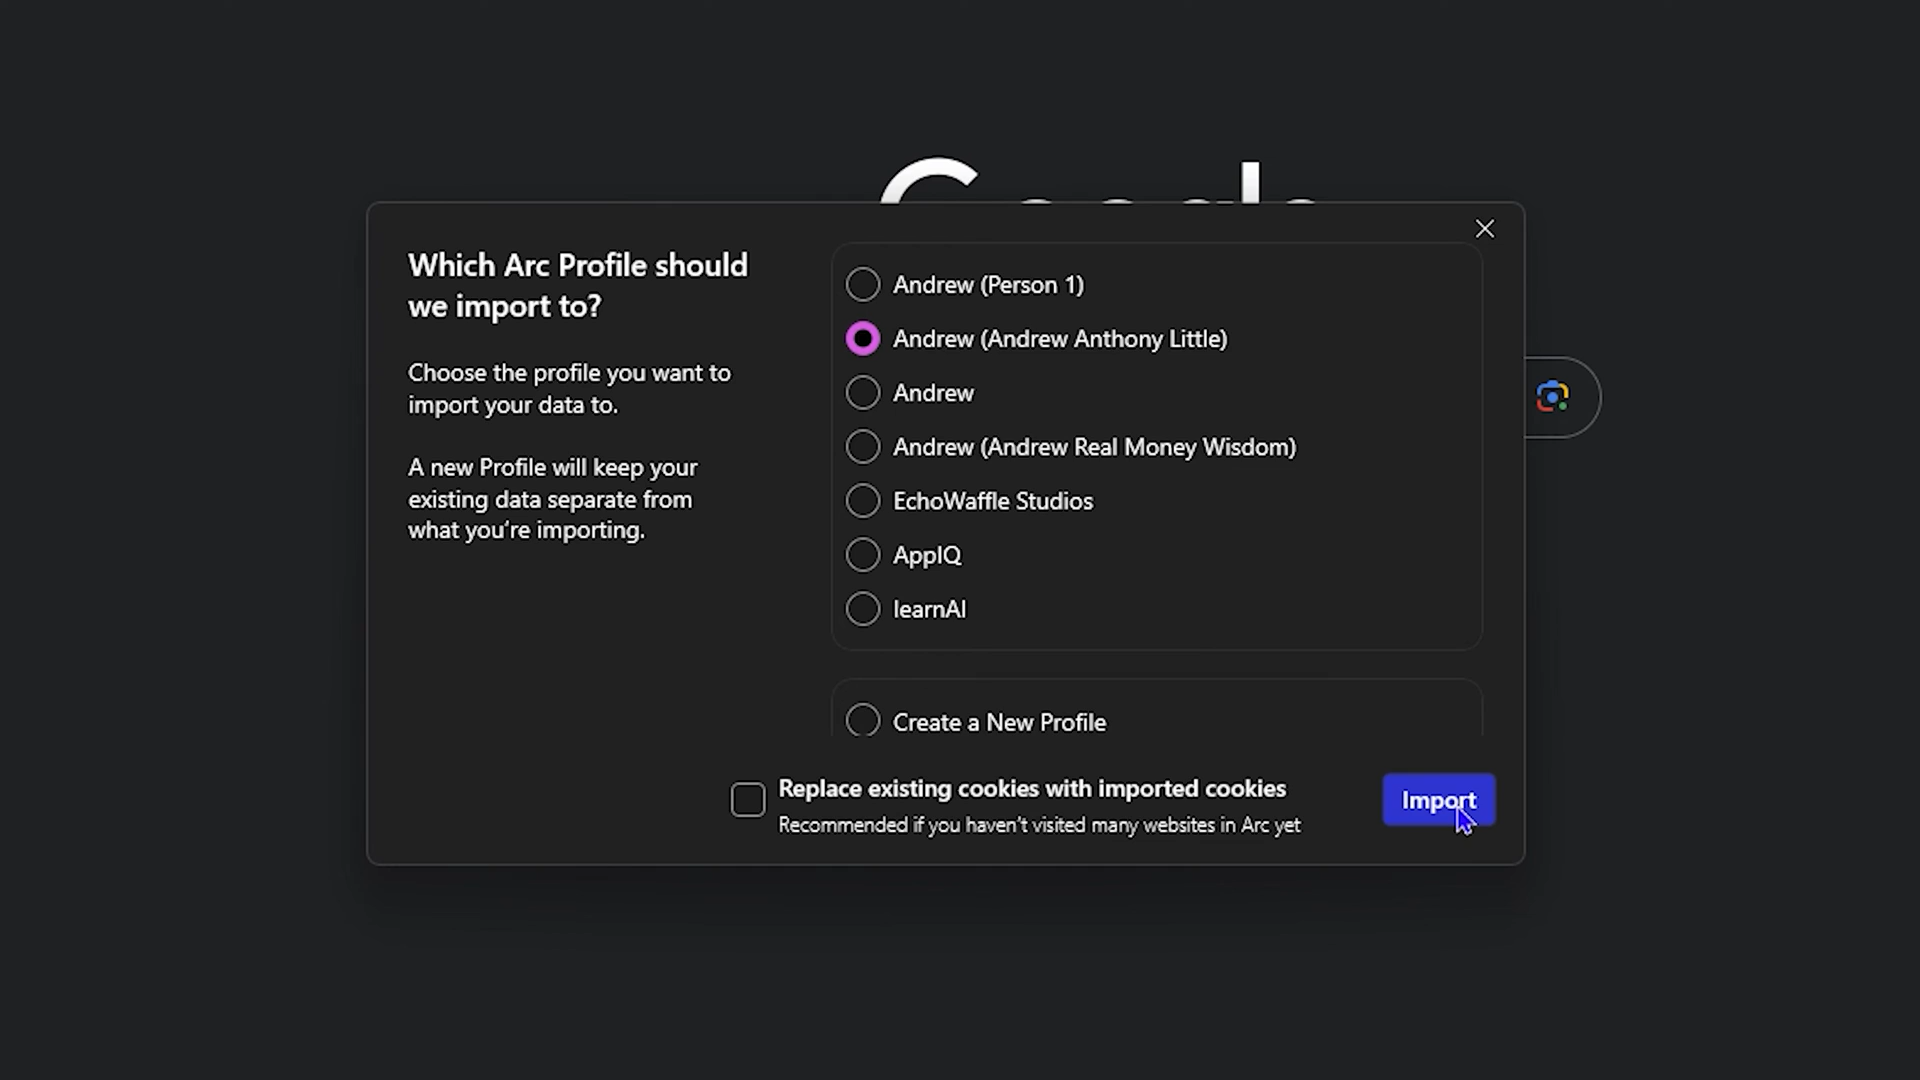 Google
Which Arc Profile should
we import to?
Choose the profile you want to
import your data to.
A new Profile will keep your
existing data separate from
what you're importing.
Andrew (Person 1)
Andrew (Andrew Anthony Little)
Andrew
Andrew (Andrew Real Money Wisdom)
EchoWaffle Studios
AppIQ
learnAI
Create a New Profile
Replace existing cookies with imported cookies
Recommended if you haven't visited many websites in Arc yet
Import